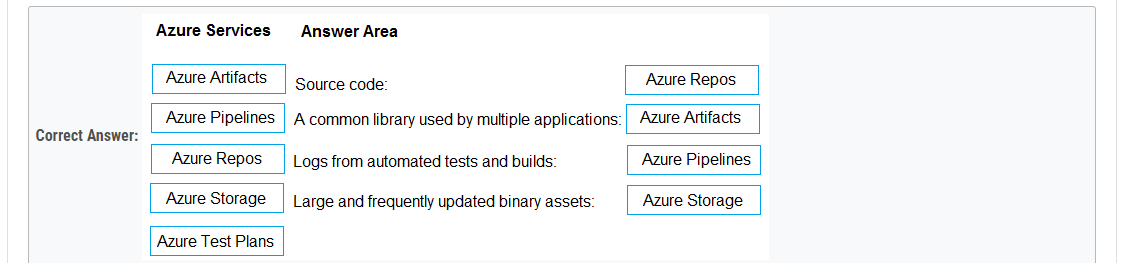 Azure Services Answer Area
Azure Artifacts Source code: Azure Repos
Azure Pipelines A common library used by multiple applications: Azure Artifacts
Correct Answer:
Azure Repos Logs from automated tests and builds: Azure Pipelines
Azure Storage Large and frequently updated binary assets: Azure Storage
Azure Test Plans